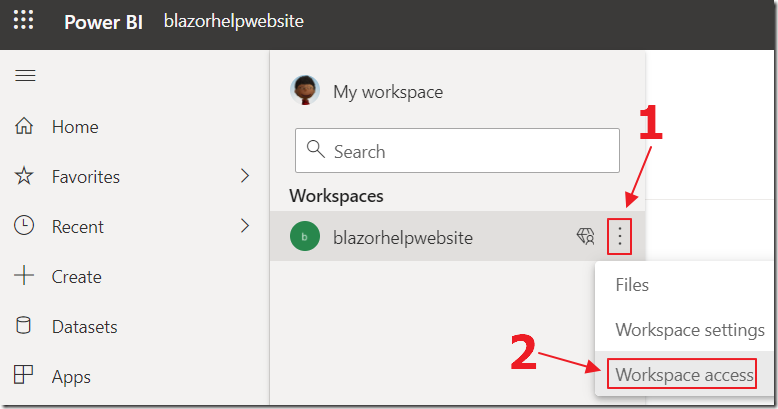 Power BI blazorhelpwebsite
My workspace
Home
Search
Favorites
Workspaces
Recent
b blazorhelpwebsite
Create
Datasets
Apps
Files
Workspace settings
Workspace access
1
2